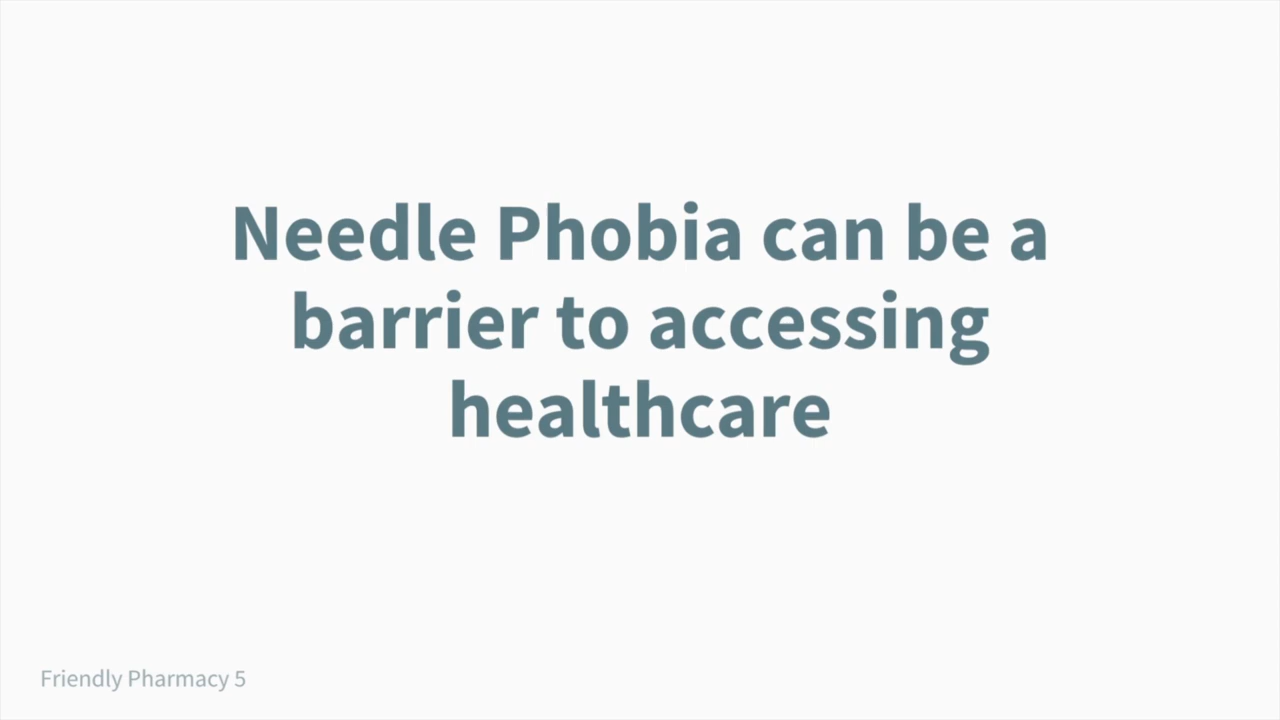 Needle Phobia can be a
barrier to accessing
healthcare
Friendly Pharmacy 5